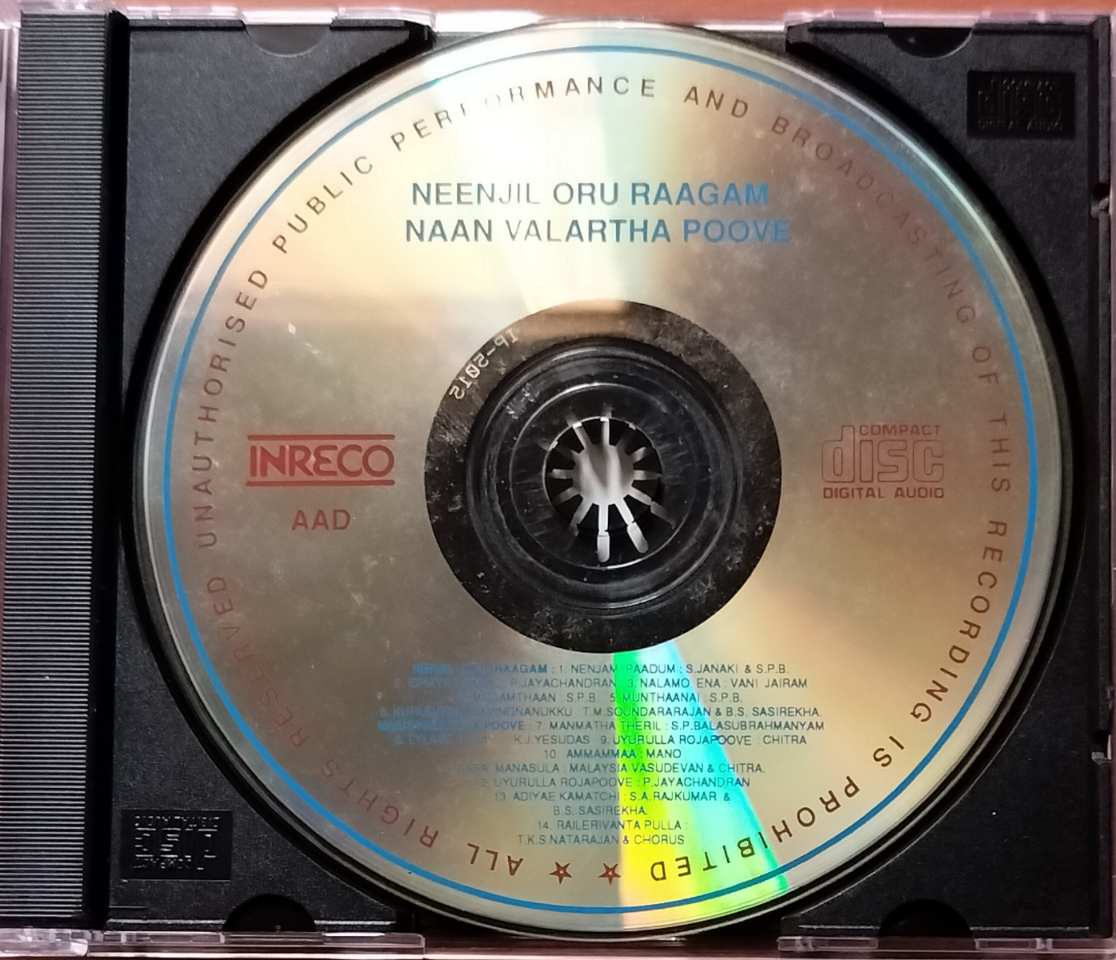 RESERVED UNAUTHORISED PUBLIC PERFORMANCE AND BROADCASTING OF THIS RECORDING IS PROHIBITED ★ ★ ALL RIGHTS
NEENJIL ORU RAAGAM
NAAN VALARTHA POOVE
IP-5015
INRECO
AAD
COMPACT
disc
DIGITAL AUDIO
RAAGAM : 1. NENJAM PAADUM : S.JANAKI & S.P.B.
P.JAYACHANDRAN 3. NALAMO ENA : VANI JAIRAM
S.P.B. 5. MUNTHAANAI : S.P.B.
T.M.SOUNDARARAJAN & B.S. SASIREKHA.
POOVE : 7. MANMATHA THERIL : S.P.BALASUBRAHMANYAM
K.J.YESUDAS 9. UYURULLA ROJAPOOVE : CHITRA
10. AMMAMMAA : MANO
MANASULA : MALAYSIA VASUDEVAN & CHITRA.
UYURULLA ROJAPOOVE : P.JAYACHANDRAN
13. ADIYAE KAMATCHI : S.A.RAJKUMAR &
B.S. SASIREKHA.
14. RAILERIVANTA PULLA :
T.K.S NATARAJAN & CHORUS